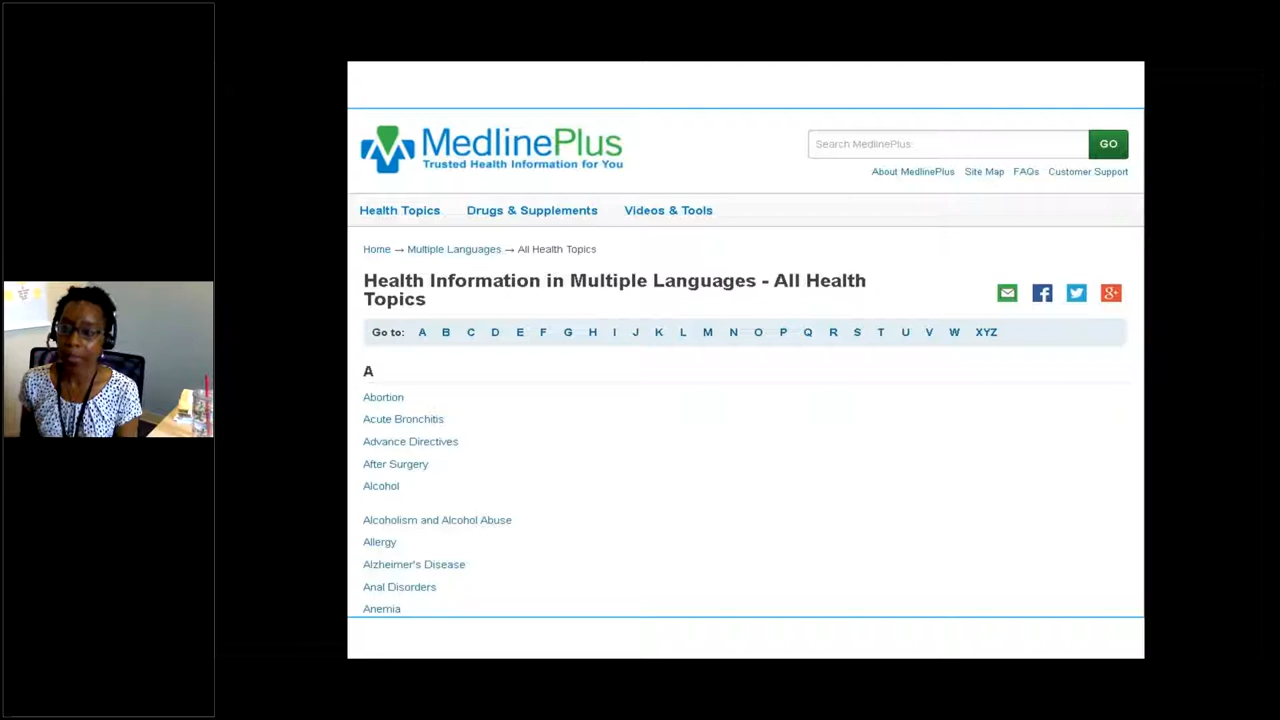 MedlinePlus
Trusted Health Information for You
Search MedlinePlus
GO
About MedlinePlus Site Map FAQs Customer Support
Health Topics Drugs & Supplements Videos & Tools
Home → Multiple Languages → All Health Topics
Health Information in Multiple Languages - All Health
Topics
Go to: A B C D E F G H I J K L M N O P Q R S T U V W XYZ
A
Abortion
Acute Bronchitis
Advance Directives
After Surgery
Alcohol
Alcoholism and Alcohol Abuse
Allergy
Alzheimer's Disease
Anal Disorders
Anemia